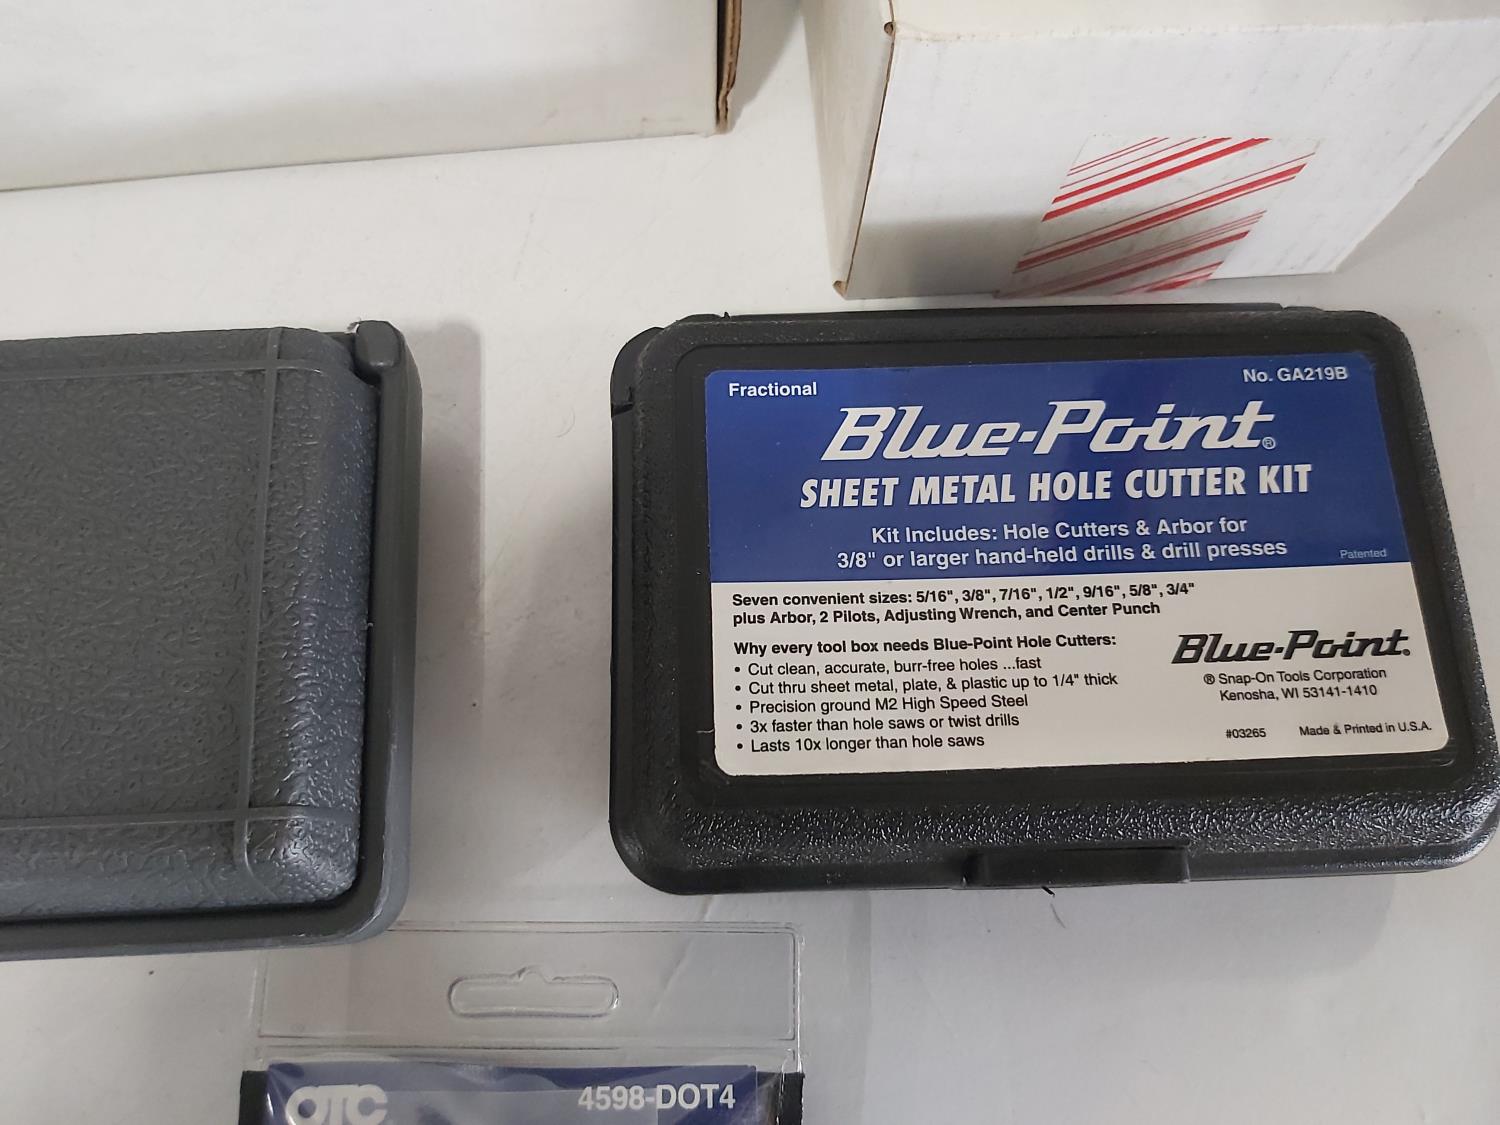 Fractional
No. GA219B
Blue-Point®
SHEET METAL HOLE CUTTER KIT
Kit Includes: Hole Cutters & Arbor for
3/8" or larger hand-held drills & drill presses
Patented
Seven convenient sizes: 5/16", 3/8", 7/16", 1/2", 9/16", 5/8", 3/4"
plus Arbor, 2 Pilots, Adjusting Wrench, and Center Punch
Why every tool box needs Blue-Point Hole Cutters:
• Cut clean, accurate, burr-free holes ...fast
• Cut thru sheet metal, plate, & plastic up to 1/4" thick
• Precision ground M2 High Speed Steel
• 3x faster than hole saws or twist drills
• Lasts 10x longer than hole saws
Blue-Point®
® Snap-On Tools Corporation
Kenosha, WI 53141-1410
#03265
Made & Printed in U.S.A.
OTC
4598-DOT4